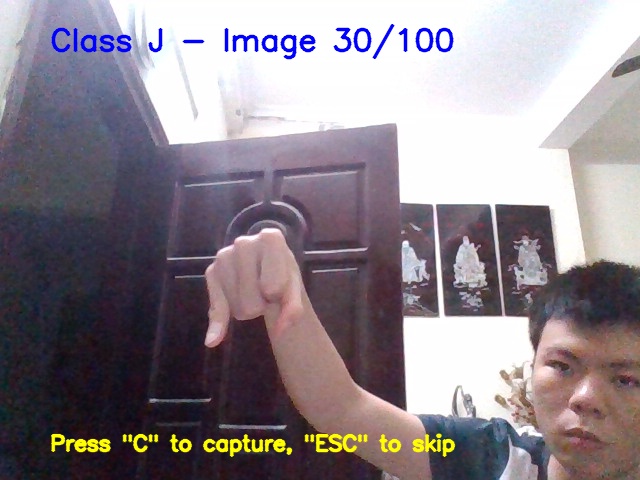 Class J - Image 30/100
Press "C" to capture, "ESC" to skip